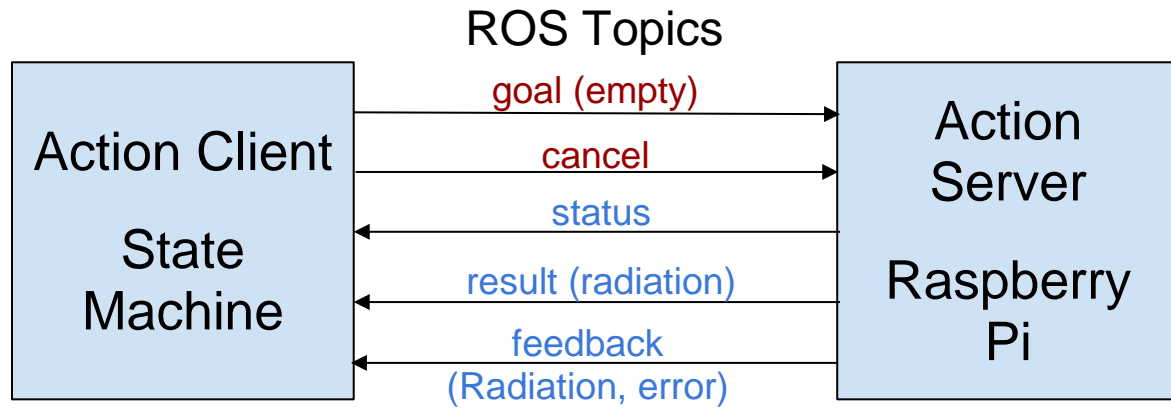 ROS Topics
Action Client
State
Machine
goal (empty)
cancel
status
result (radiation)
feedback
(Radiation, error)
Action
Server
Raspberry
Pi